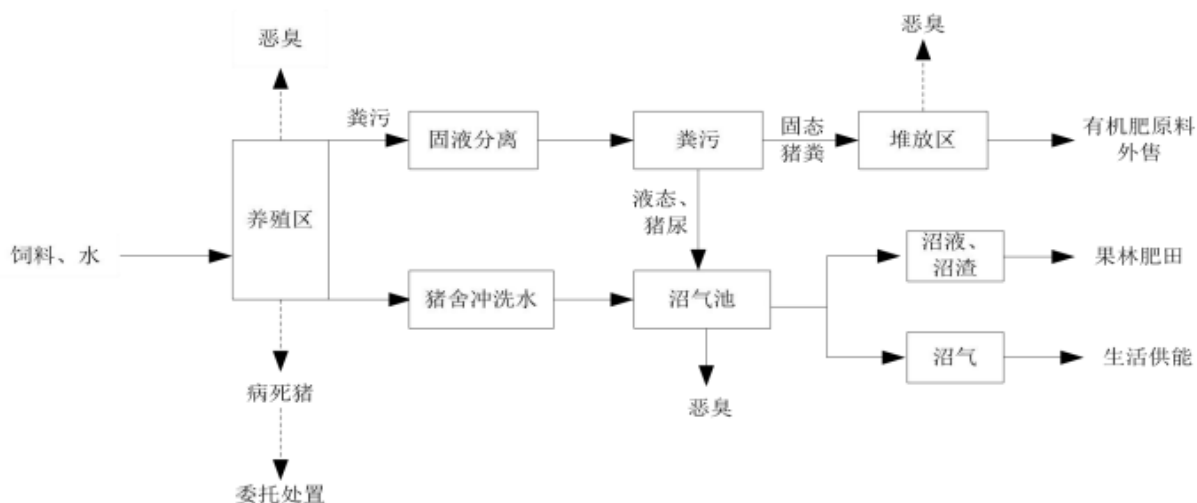 恶臭
恶臭
粪污
固液分离
粪污
固态
猪粪
堆放区
有机肥原料
外售
养殖区
液态、
猪尿
饲料、水
沼液、
沼渣
果林肥田
猪舍冲洗水
沼气池
沼气
生活供能
病死猪
恶臭
委托处置